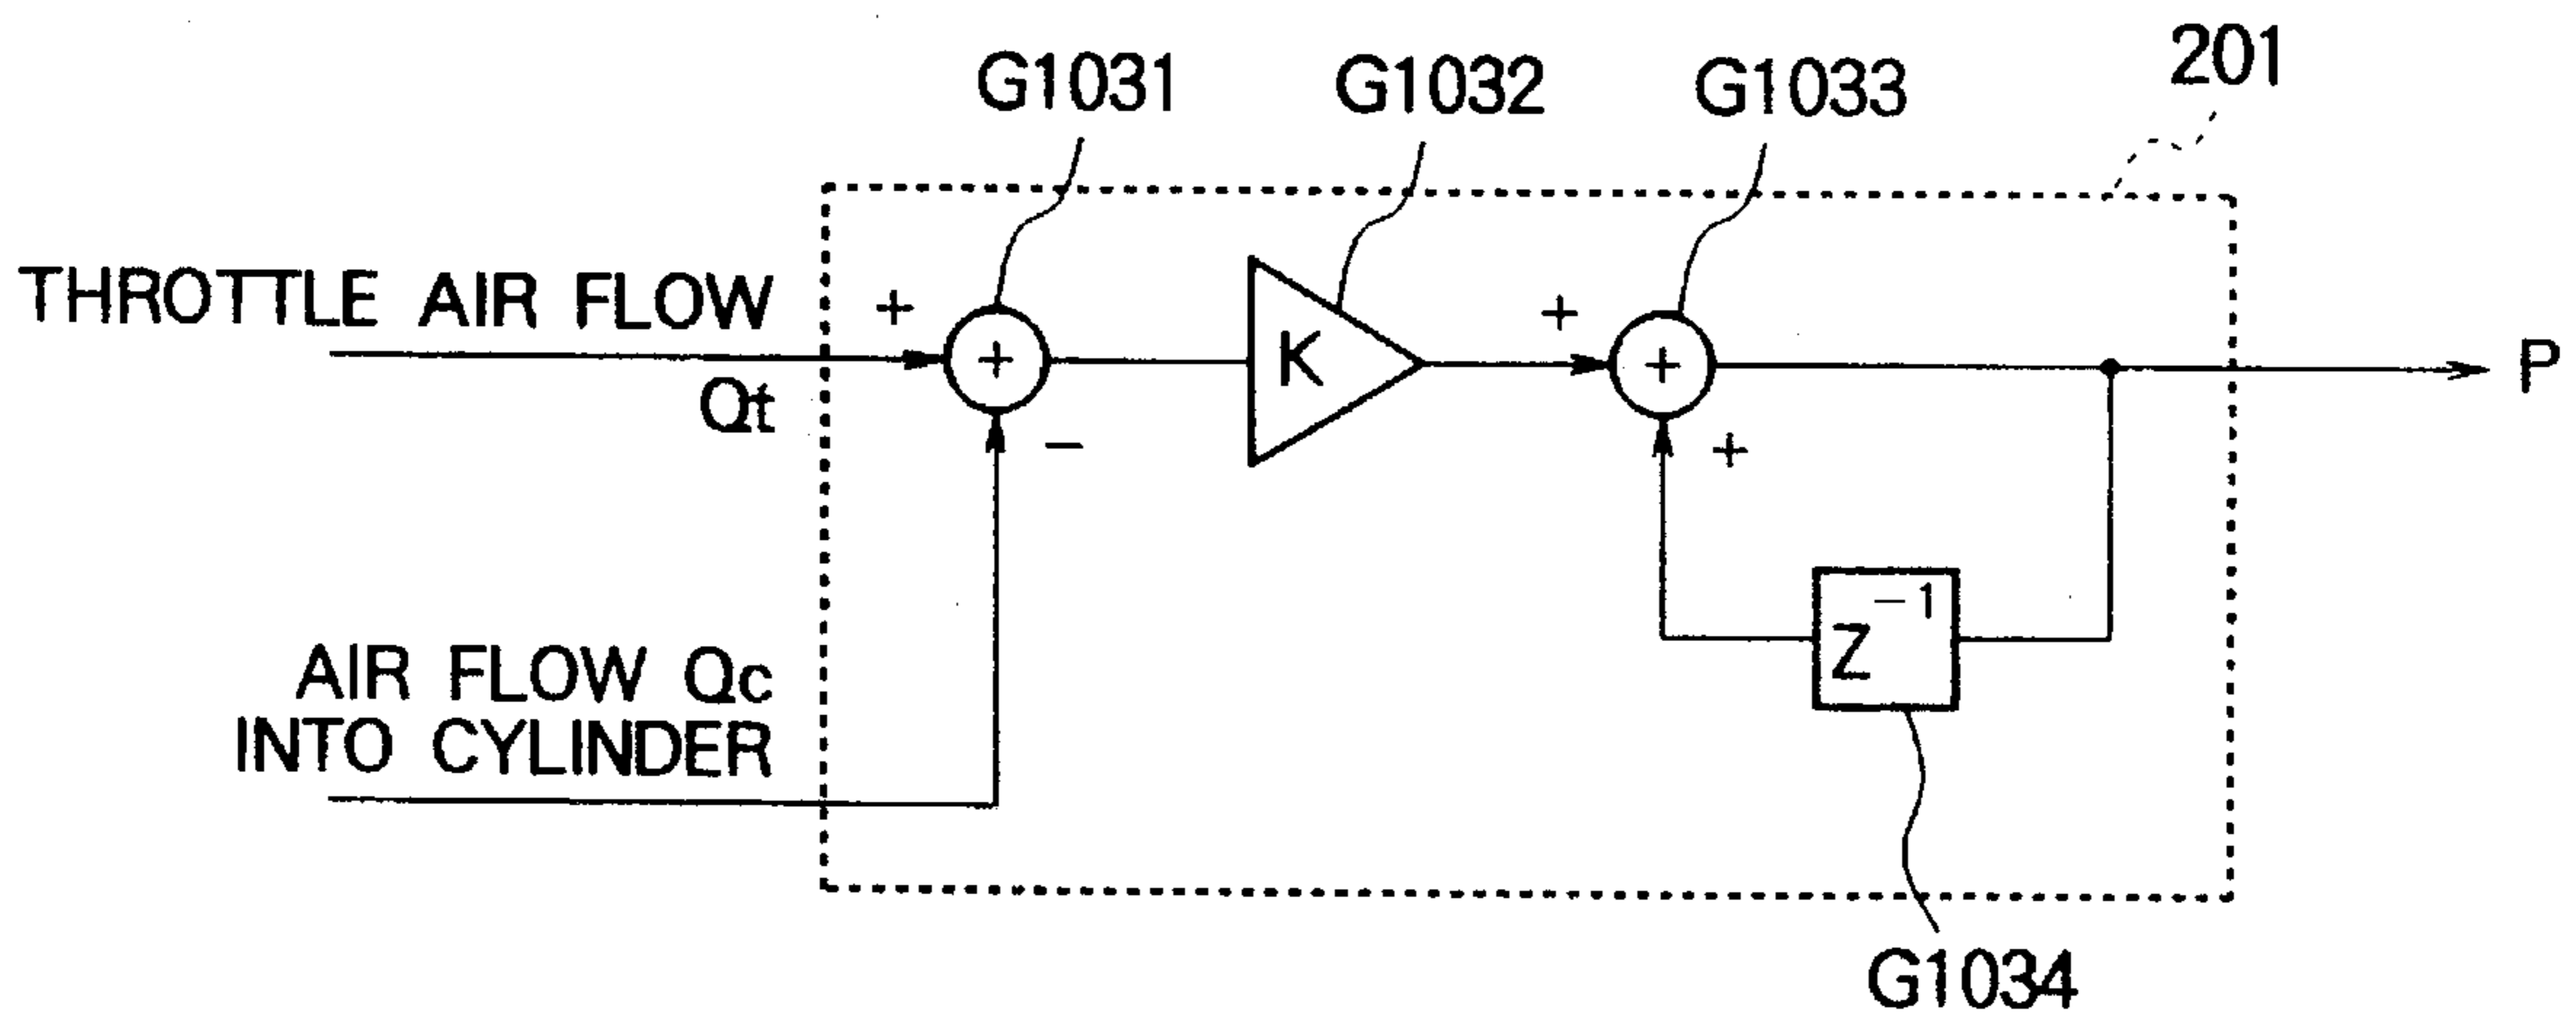 201
G1031 G1032 G1033
THROTTLE AIR FLOW
Qt
+
+
-
K
+
+
+
P
Z⁻¹
AIR FLOW Qc
INTO CYLINDER
G1034